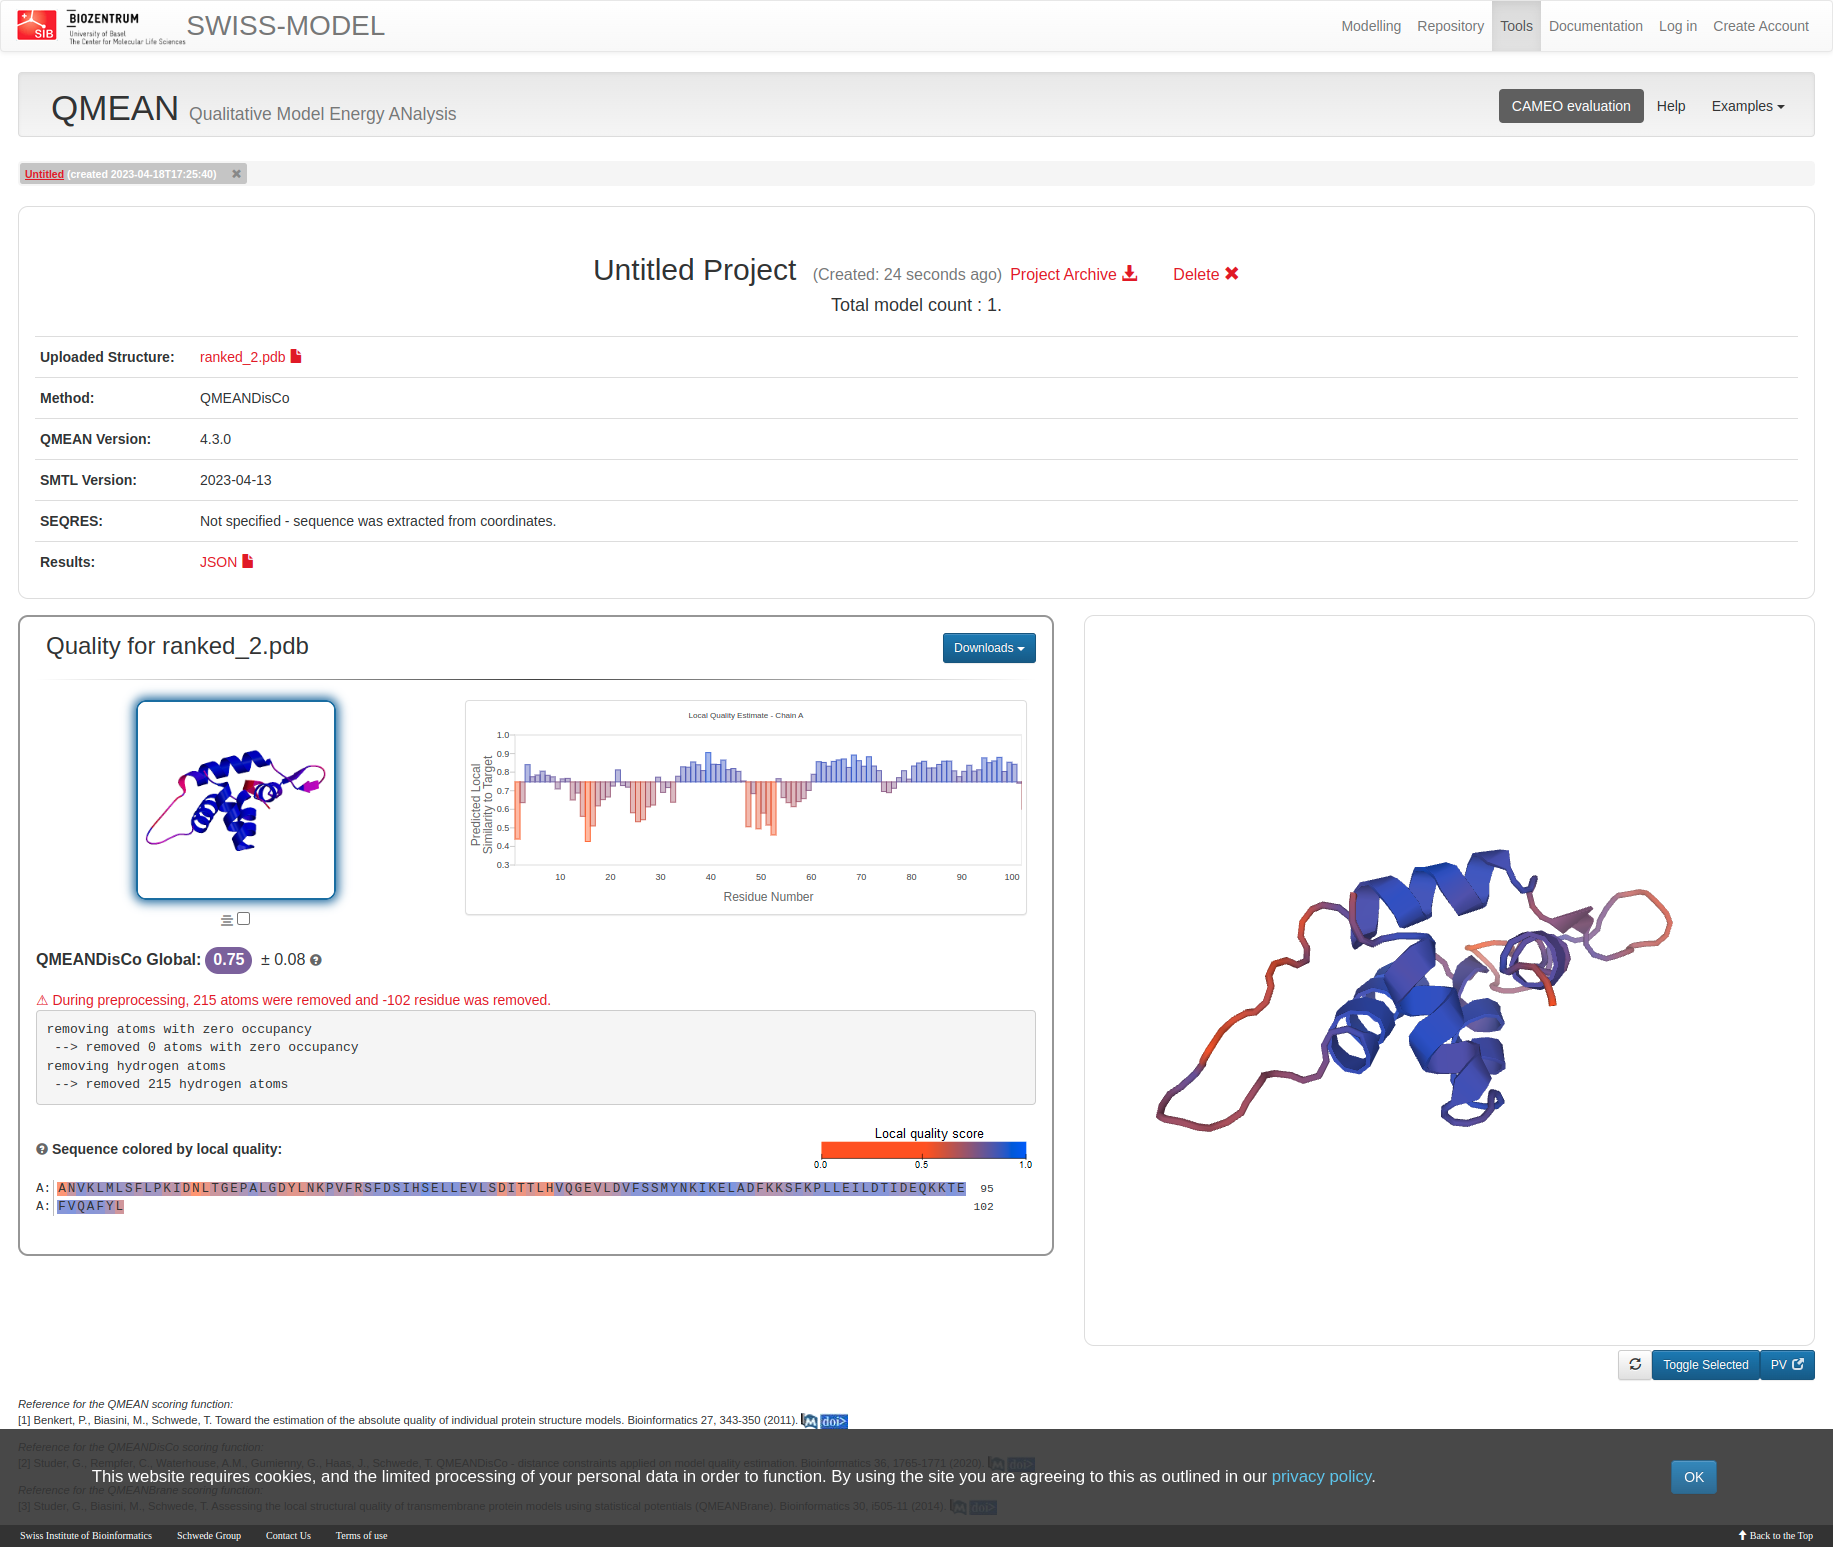 SIB
BIOZENTRUM
University of Basel
The Center for Molecular Life Sciences
SWISS-MODEL
Modelling Repository Tools Documentation Log in Create Account
QMEAN Qualitative Model Energy ANalysis
CAMEO evaluation Help Examples
Untitled (created 2023-04-18T17:25:40) ✖
Untitled Project (Created: 24 seconds ago) Project Archive Delete ✖
Total model count : 1.
Uploaded Structure: ranked_2.pdb
Method: QMEANDisCo
QMEAN Version: 4.3.0
SMTL Version: 2023-04-13
SEQRES: Not specified - sequence was extracted from coordinates.
Results: JSON
Quality for ranked_2.pdb
Downloads
Local Quality Estimate - Chain A
Predicted Local
Similarity to Target
1.0
0.9
0.8
0.7
0.6
0.5
0.4
0.3
10 20 30 40 50 60 70 80 90 100
Residue Number
QMEANDisCo Global: 0.75 ± 0.08
⚠ During preprocessing, 215 atoms were removed and -102 residue was removed.
removing atoms with zero occupancy
--> removed 0 atoms with zero occupancy
removing hydrogen atoms
--> removed 215 hydrogen atoms
Sequence colored by local quality:
Local quality score
0.0 0.5 1.0
A: ANVKLMLSFLPKIDNLTGEPALGDYLNKPVFRSFDSIHSELLEVLSDITTLHVQGEVLDVFSSMYNKIKELADFKKSFKPLLEILDTIDEQKKTE 95
A: FVQAFYL 102
Toggle Selected PV
Reference for the QMEAN scoring function:
[1] Benkert, P., Biasini, M., Schwede, T. Toward the estimation of the absolute quality of individual protein structure models. Bioinformatics 27, 343-350 (2011). M doi>
Reference for the QMEANDisCo scoring function:
[2] Studer, G., Rempfer, C., Waterhouse, A.M., Gumienny, G., Haas, J., Schwede, T. QMEANDisCo - distance constraints applied on model quality estimation. Bioinformatics 36, 1765-1771 (2020). M doi>
This website requires cookies, and the limited processing of your personal data in order to function. By using the site you are agreeing to this as outlined in our privacy policy.
OK
Reference for the QMEANBrane scoring function:
[3] Studer, G., Biasini, M., Schwede, T. Assessing the local structural quality of transmembrane protein models using statistical potentials (QMEANBrane). Bioinformatics 30, i505-11 (2014). M doi>
Swiss Institute of Bioinformatics Schwede Group Contact Us Terms of use
Back to the Top